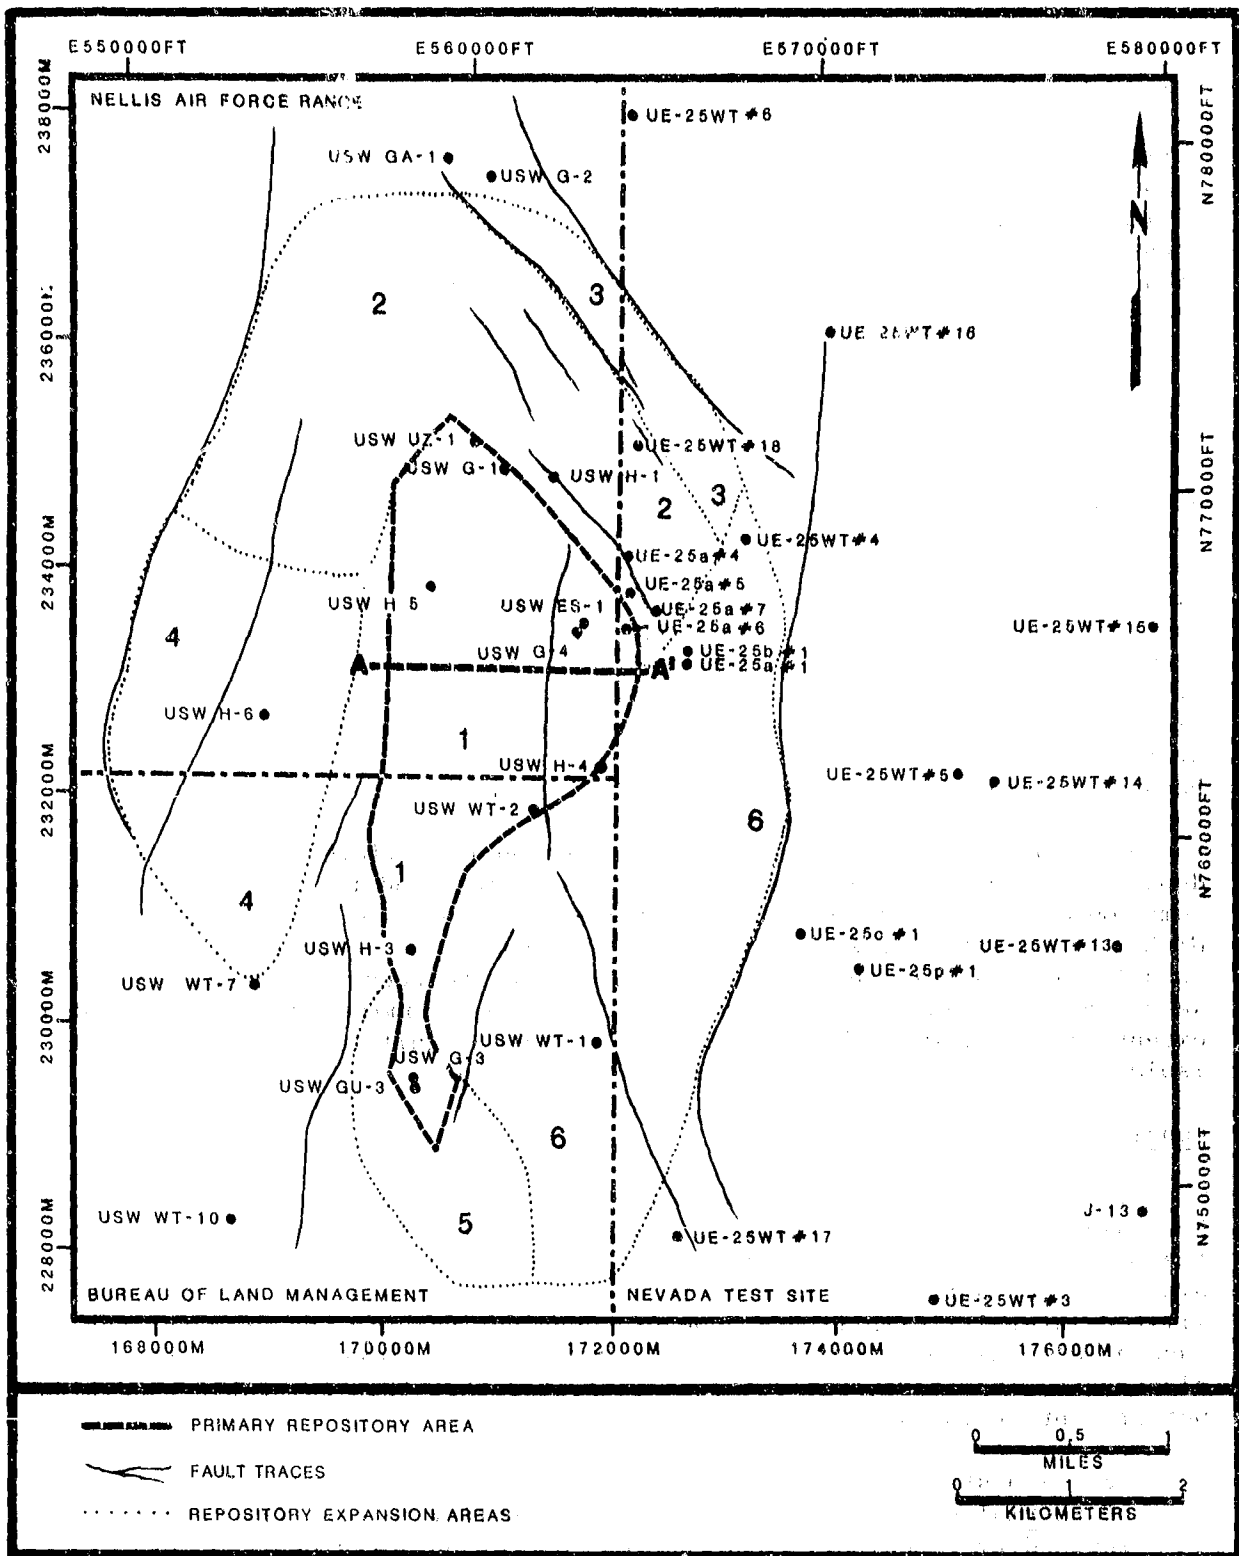 E550000FT E560000FT E570000FT E580000FT
NELLIS AIR FORCE RANGE
238000M
N780000FT
UE-25WT#6
USW GA-1
USW G-2
N
2
3
236000M
UE-25WT#16
USW UZ-1
UE-25WT#18
USW G-1
USW H-1
N770000FT
2
3
UE-25WT#4
UE-25a#4
234000M
UE-25a#5
USW H-5
USW ES-1
UE-25a#7
UE-25a#6
UE-25WT#15
4
USW G-4
UE-25b#1
A
A'
UE-25a#1
USW H-6
1
USW H-4
UE-25WT#5
UE-25WT#14
232000M
USW WT-2
6
N760000FT
1
4
UE-25c #1
USW H-3
UE-25WT#13
UE-25p#1
USW WT-7
230000M
USW WT-1
USW G-3
USW GU-3
6
N750000FT
USW WT-10
5
J-13
UE-25WT#17
228000M
BUREAU OF LAND MANAGEMENT
NEVADA TEST SITE
UE-25WT#3
168000M 170000M 172000M 174000M 176000M
PRIMARY REPOSITORY AREA
FAULT TRACES
REPOSITORY EXPANSION AREAS
0 0.5 1
MILES
0 1 2
KILOMETERS